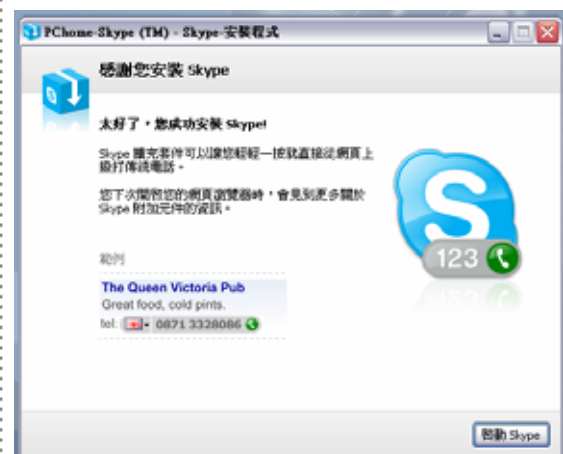 PChome-Skype (TM) - Skype-安裝程式
感謝您安裝 Skype
太好了，您成功安裝 Skype!
Skype 擴充套件可以讓您輕輕一按就直接從網頁上
撥打傳統電話。
您下次開啟您的網頁瀏覽器時，會見到更多關於
Skype 附加元件的資訊。
範例
The Queen Victoria Pub
Great food, cold pints.
tel: 0871 3328086
S
123
啟動 Skype